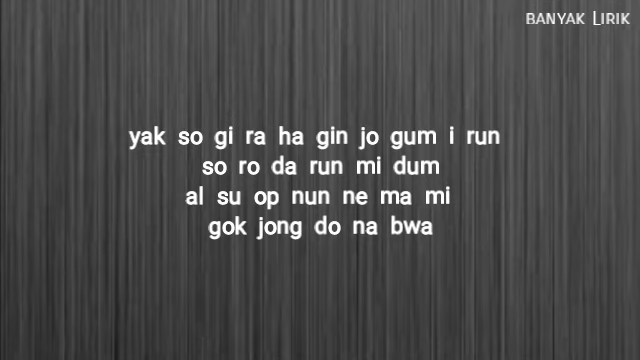 BANYAK LIRIK
yak so gi ra ha gin jo gum i run
so ro da run mi dum
al su op nun ne ma mi
gok jong do na bwa